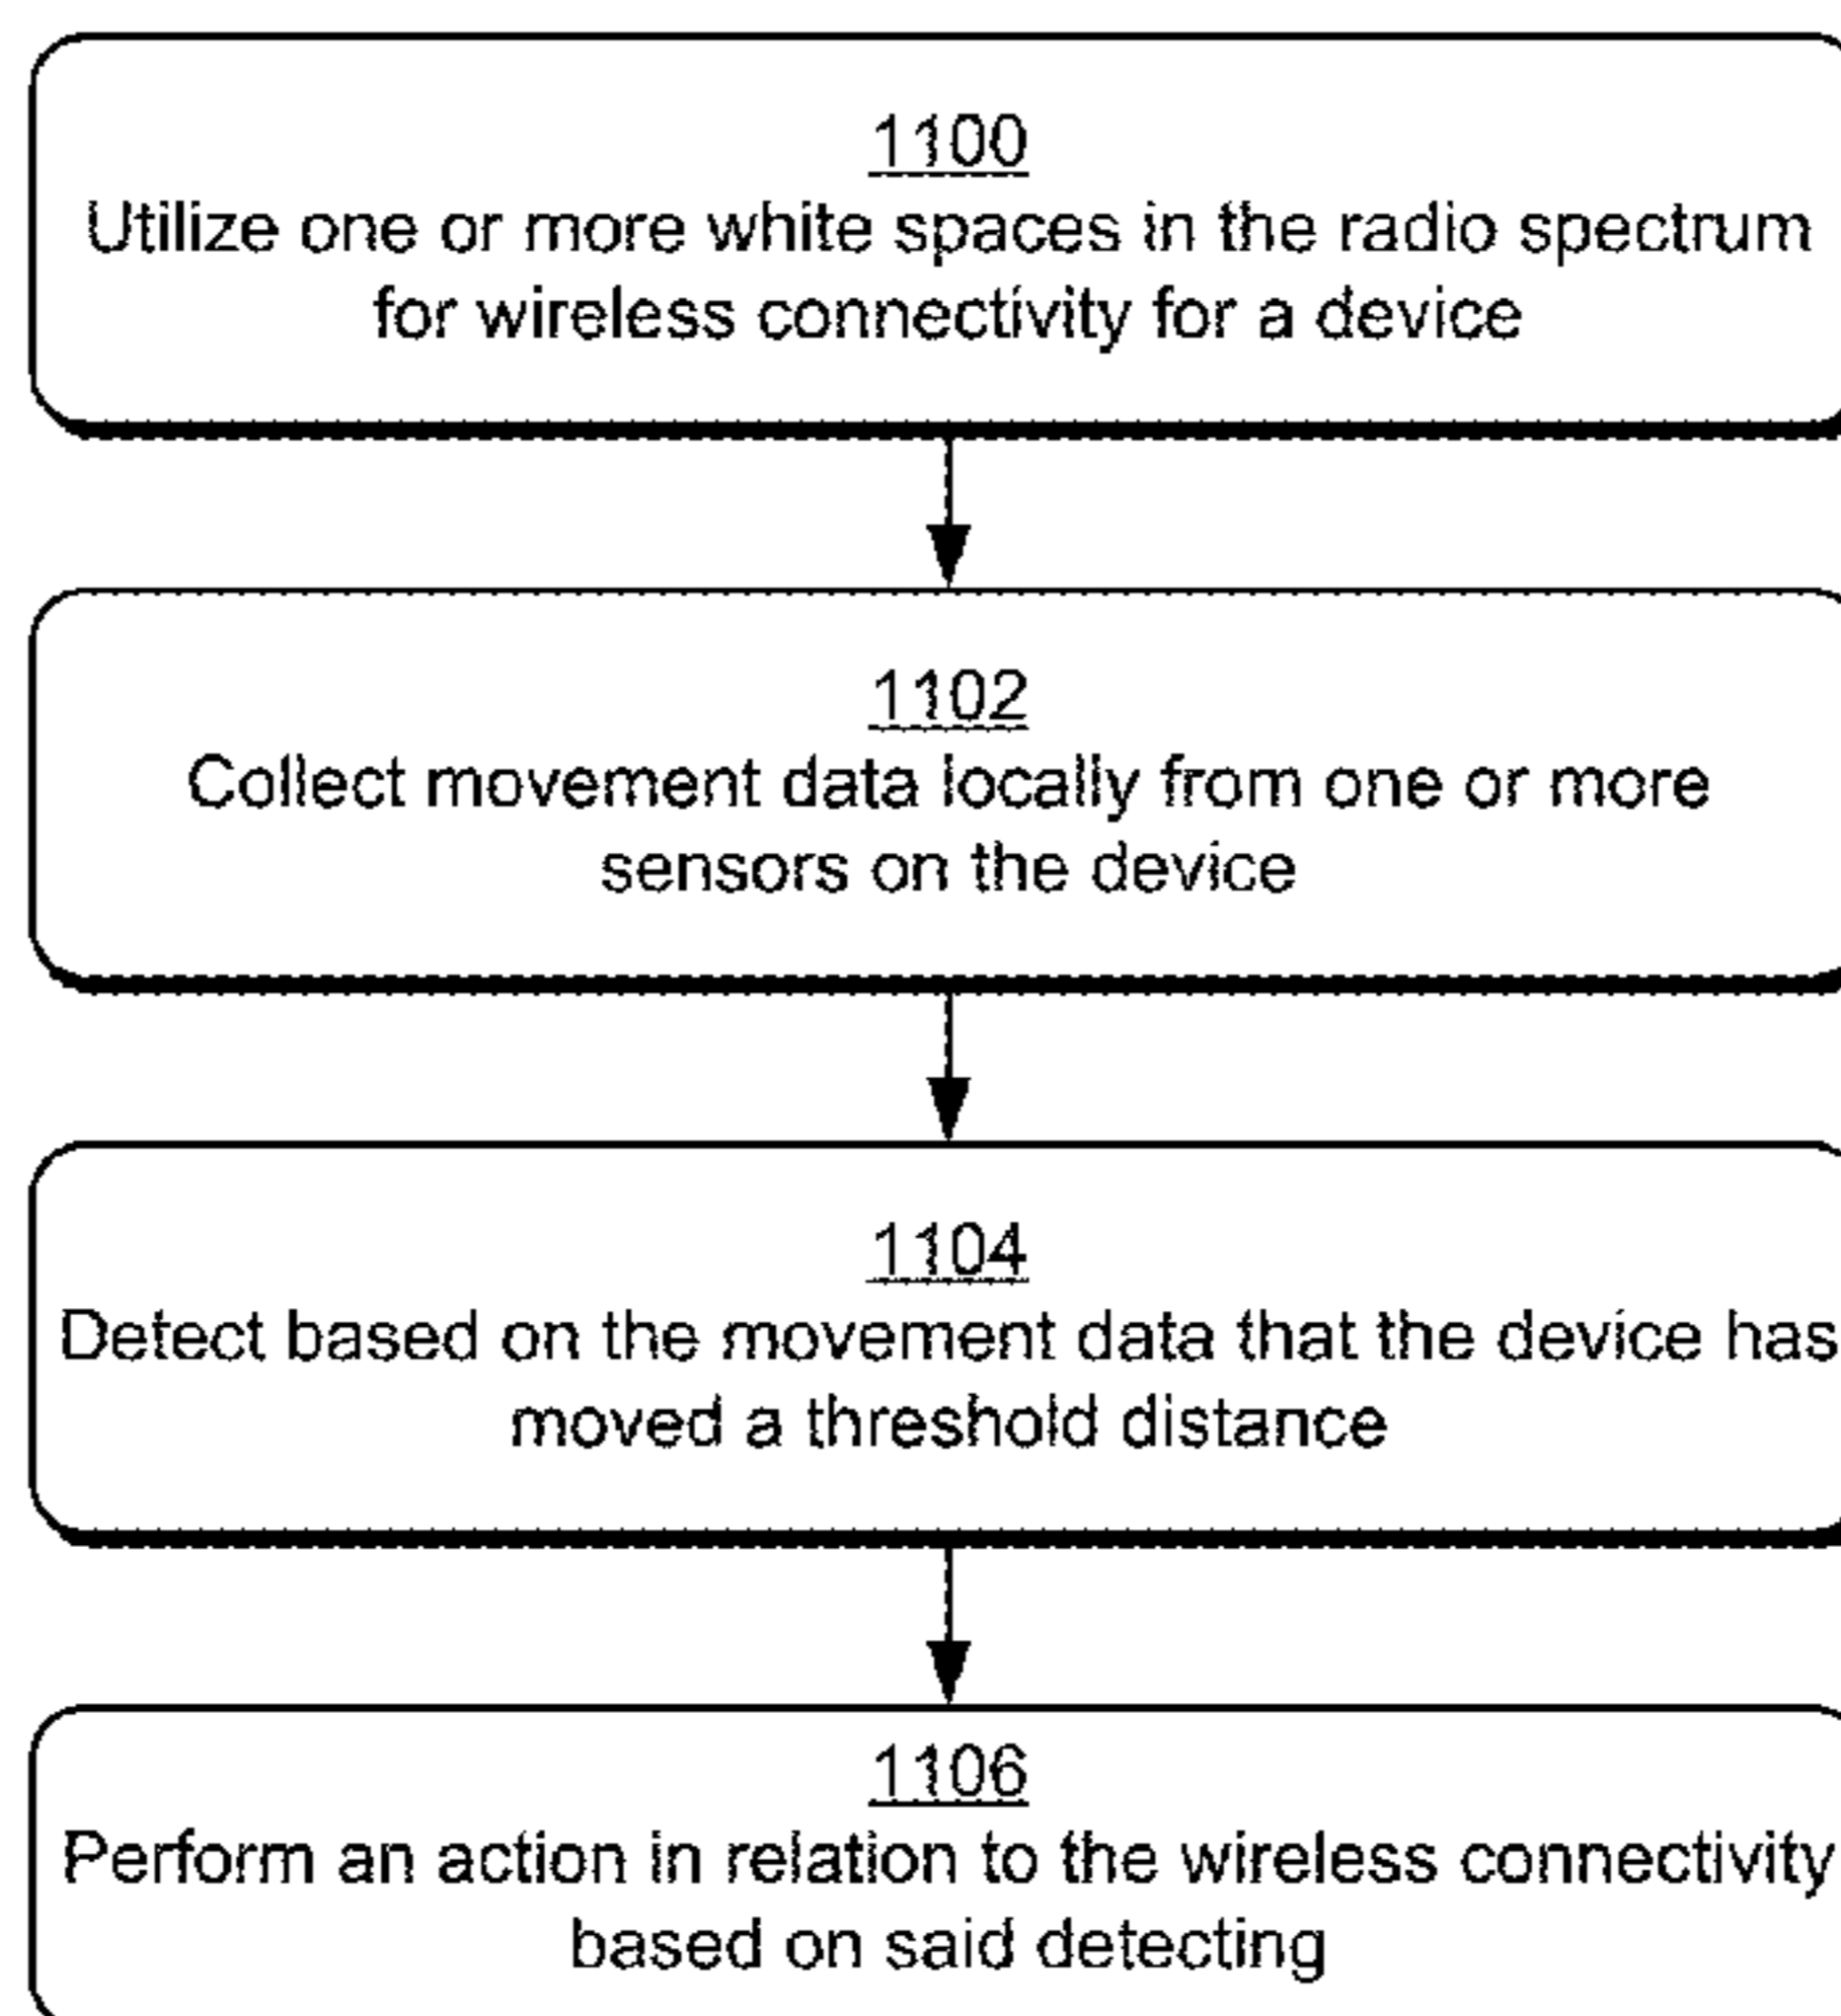 1100
Utilize one or more white spaces in the radio spectrum
for wireless connectivity for a device
1102
Collect movement data locally from one or more
sensors on the device
1104
Detect based on the movement data that the device has
moved a threshold distance
1106
Perform an action in relation to the wireless connectivity
based on said detecting